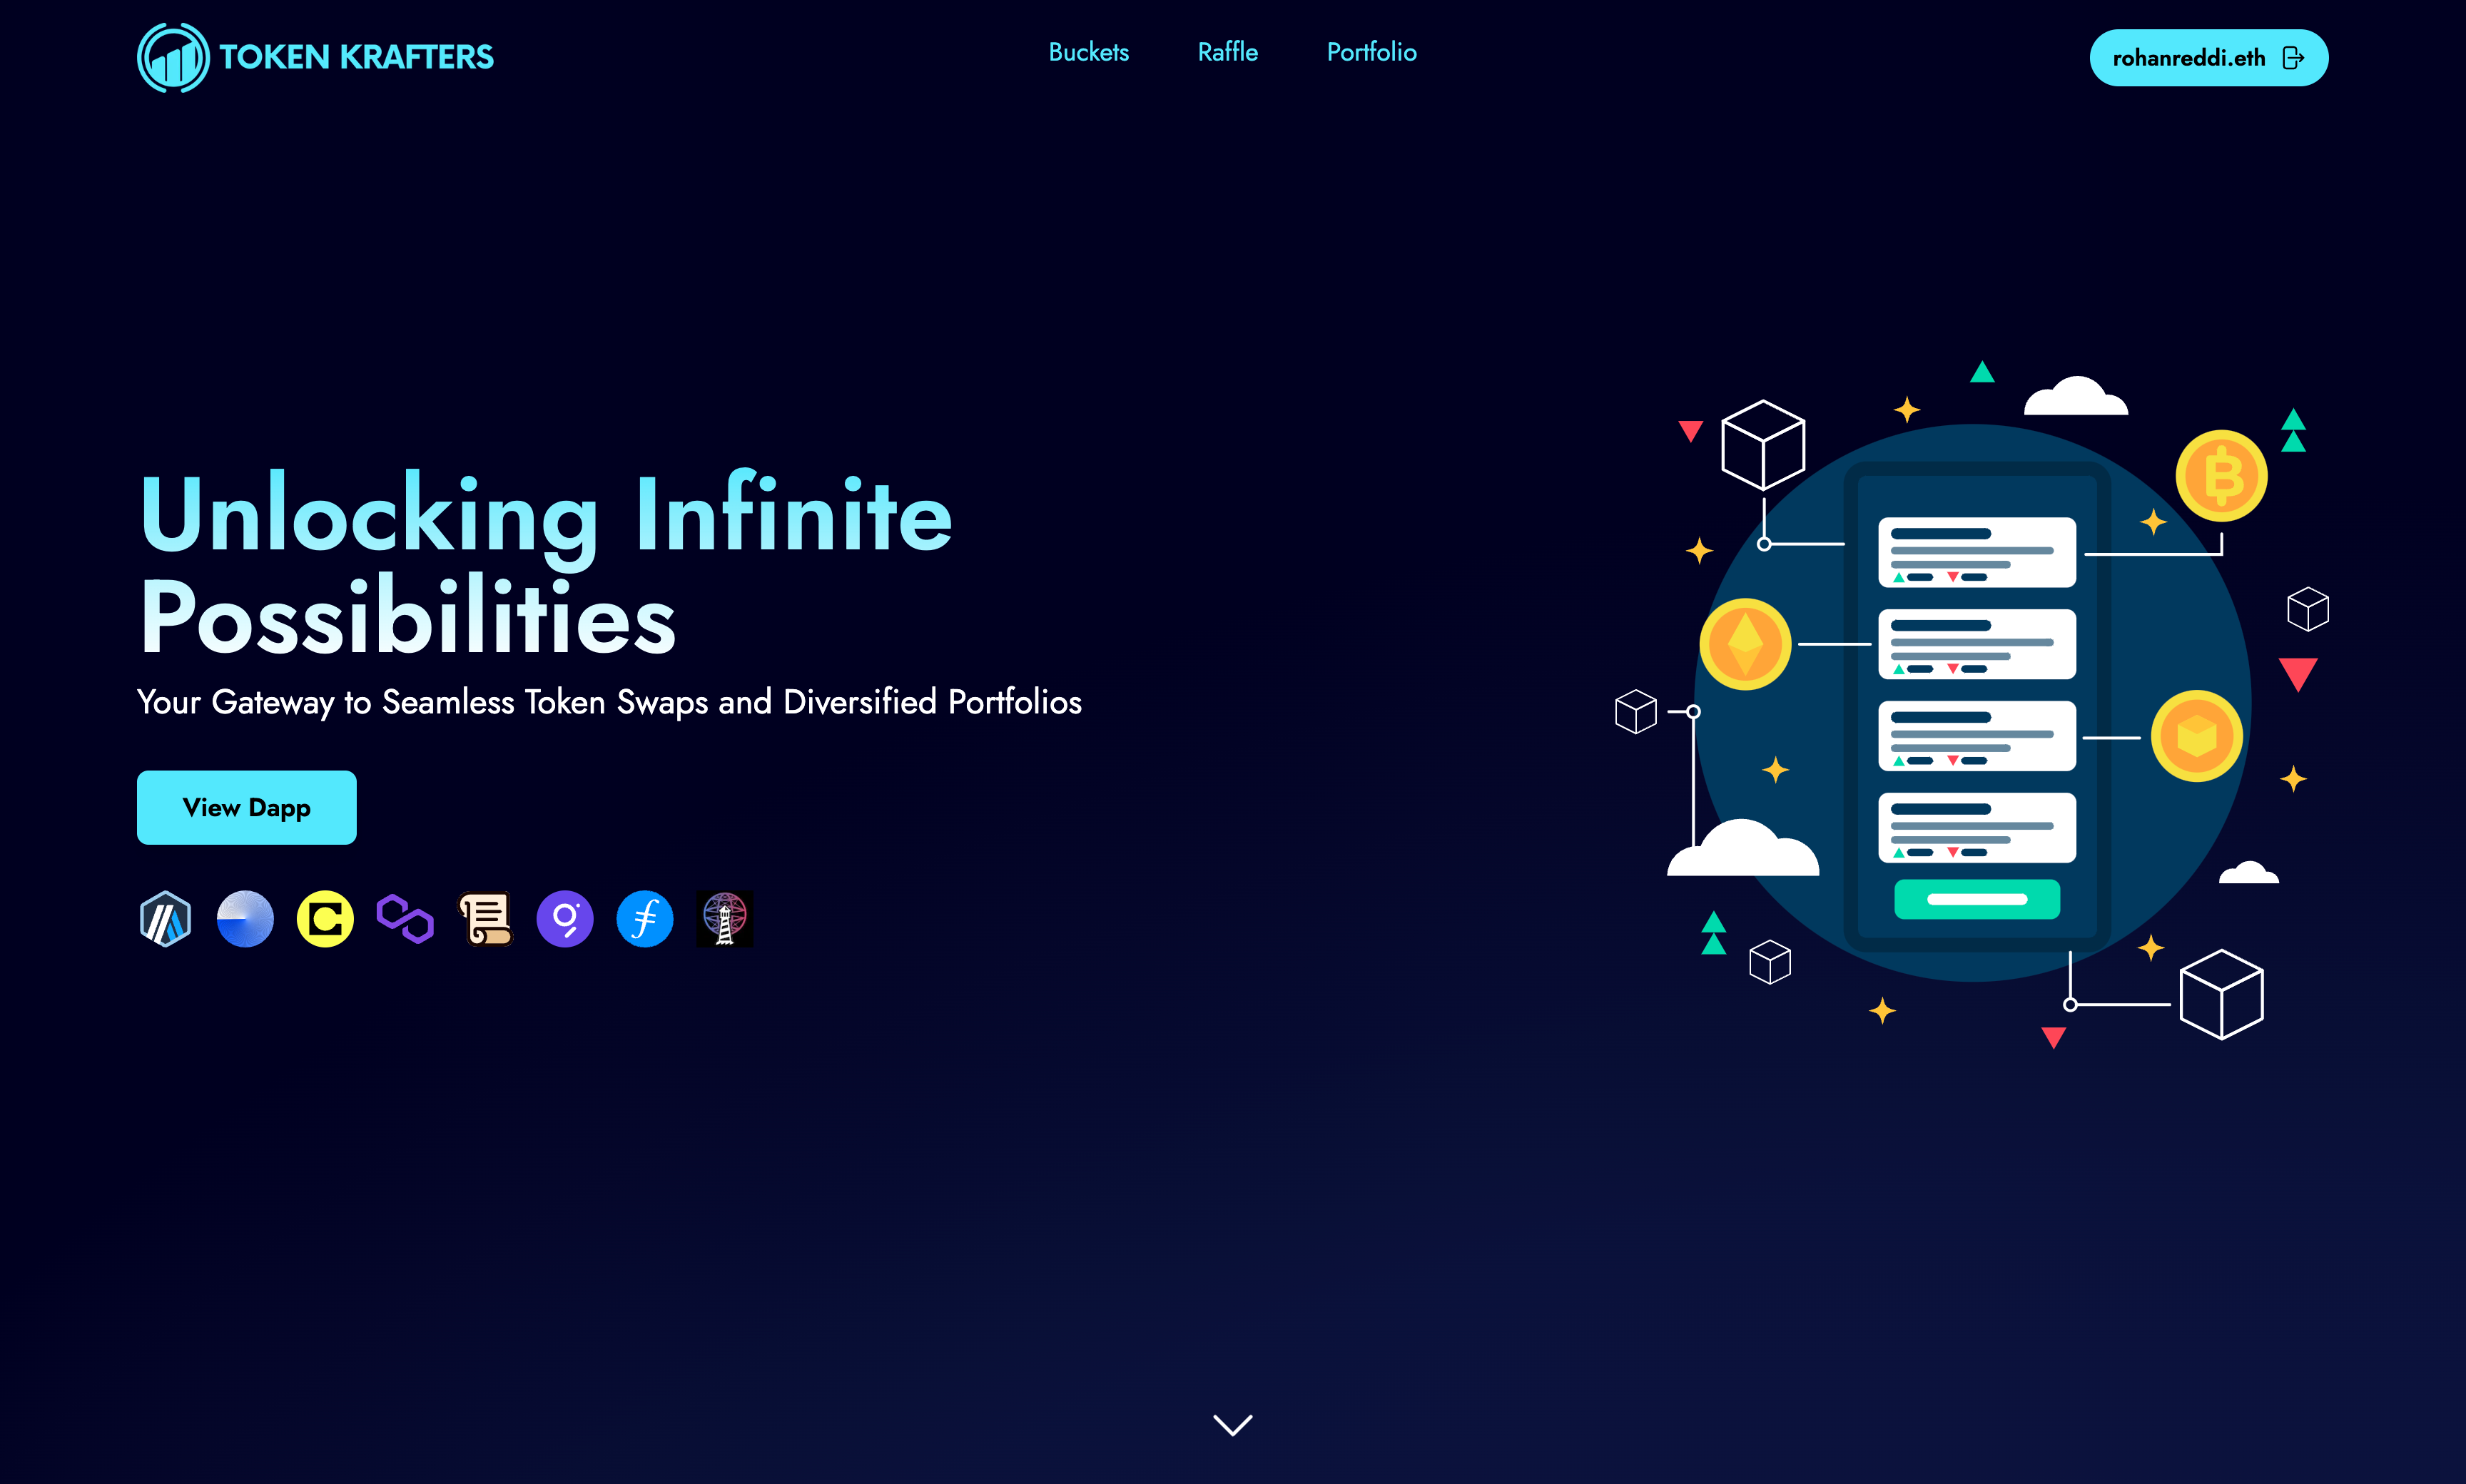 TOKEN KRAFTERS
Buckets
Raffle
Portfolio
rohanreddi.eth
Unlocking Infinite
Possibilities
Your Gateway to Seamless Token Swaps and Diversified Portfolios
View Dapp